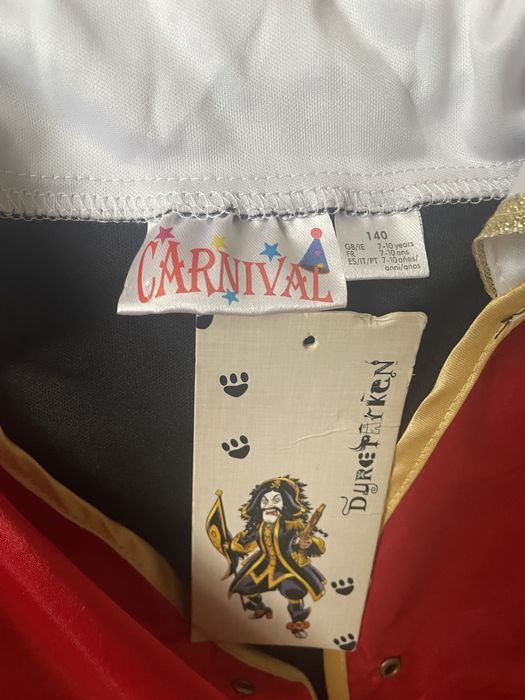 CARNIVAL
140
GB/IE 7-10 years
FR 7-10 ans
ES/IT/PT 7-10 años/
anni/anos
DYREPARKEN